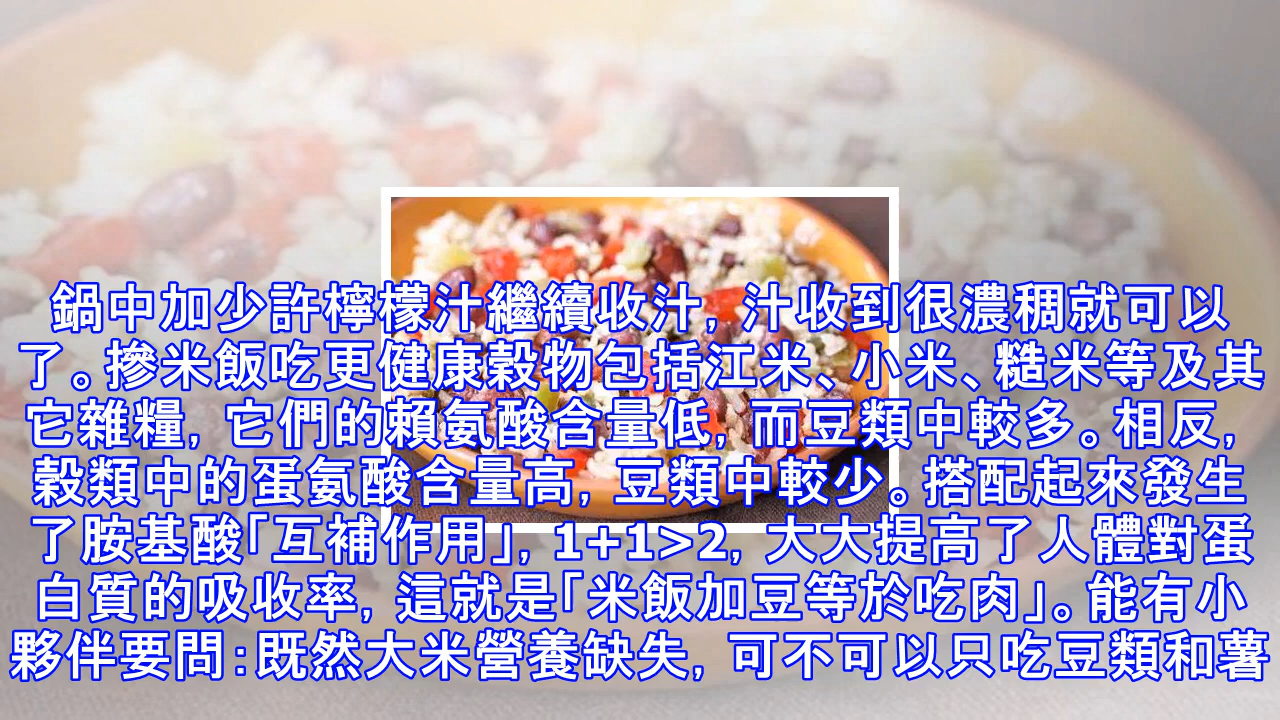 鍋中加少許檸檬汁繼續收汁, 汁收到很濃稠就可以
了。摻米飯吃更健康穀物包括江米、小米、糙米等及其
它雜糧, 它們的賴氨酸含量低, 而豆類中較多。相反,
穀類中的蛋氨酸含量高, 豆類中較少。搭配起來發生
了胺基酸「互補作用」, 1+1>2, 大大提高了人體對蛋
白質的吸收率, 這就是「米飯加豆等於吃肉」。能有小
夥伴要問:既然大米營養缺失, 可不可以只吃豆類和薯